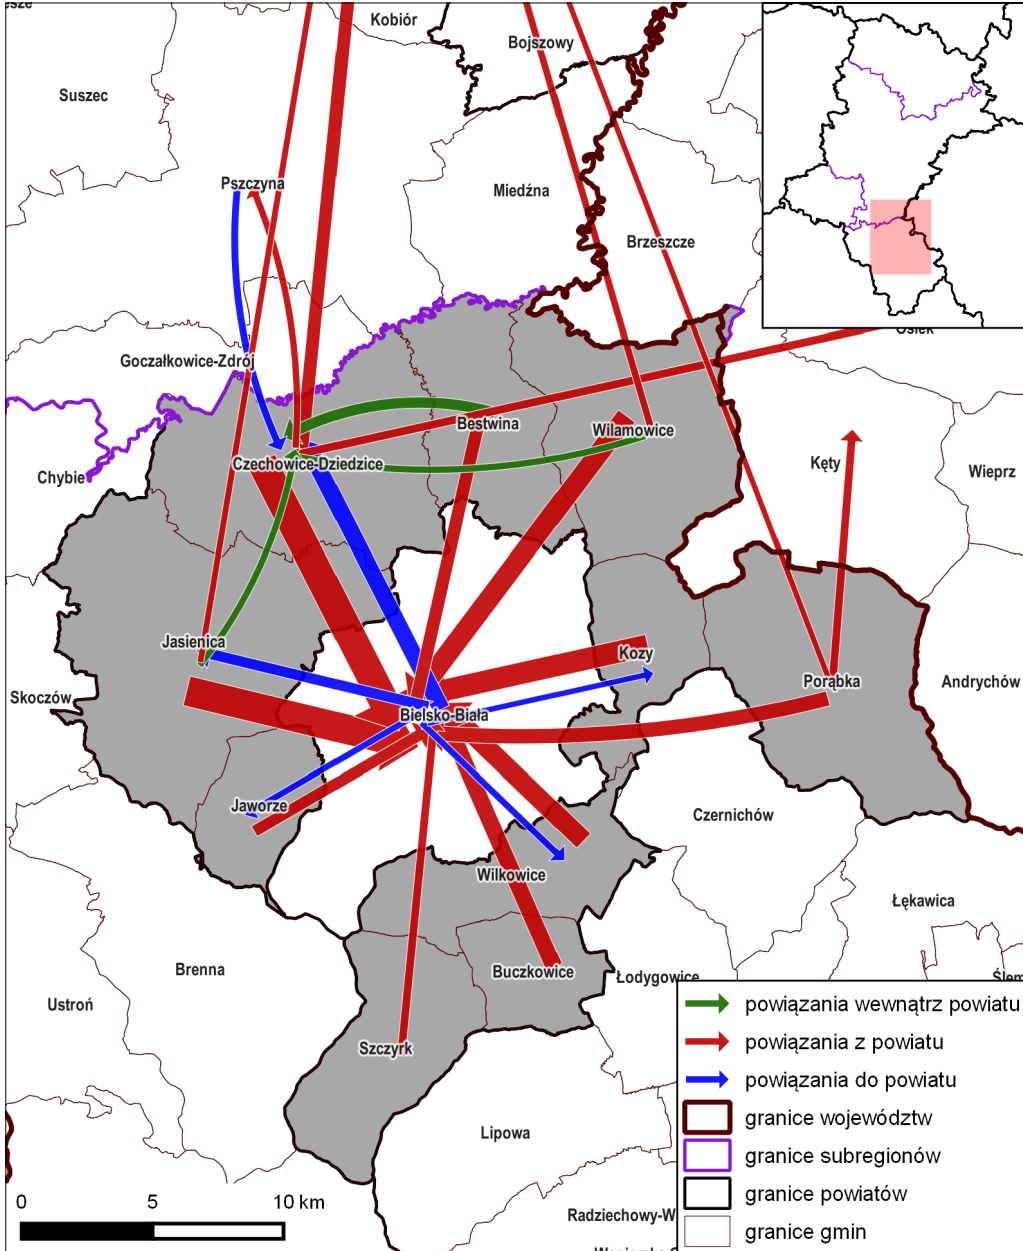 Kobiór
Bojszowy
Suszec
Pszczyna
Miedźna
Brzeszcze
Osiek
Goczałkowice-Zdrój
Bestwina
Wilamowice
Czechowice-Dziedzice
Kęty
Wieprz
Chybie
Jasienica
Kozy
Porąbka
Andrychów
Skoczów
Bielsko-Biała
Jaworze
Czernichów
Wilkowice
Łękawica
Brenna
Buczkowice
Łodygowice
Ustroń
Szczyrk
Lipowa
Radziechowy-W
powiązania wewnątrz powiatu
powiązania z powiatu
powiązania do powiatu
granice województw
granice subregionów
granice powiatów
granice gmin
0 5 10 km